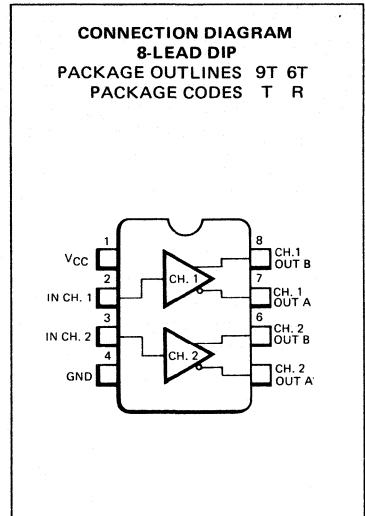 CONNECTION DIAGRAM
8-LEAD DIP
PACKAGE OUTLINES 9T 6T
PACKAGE CODES T R
1
VCC
2
IN CH. 1
3
IN CH. 2
4
GND
CH. 1
CH. 2
8
CH.1
OUT B
7
CH. 1
OUT A
6
CH. 2
OUT B
CH. 2
OUT A